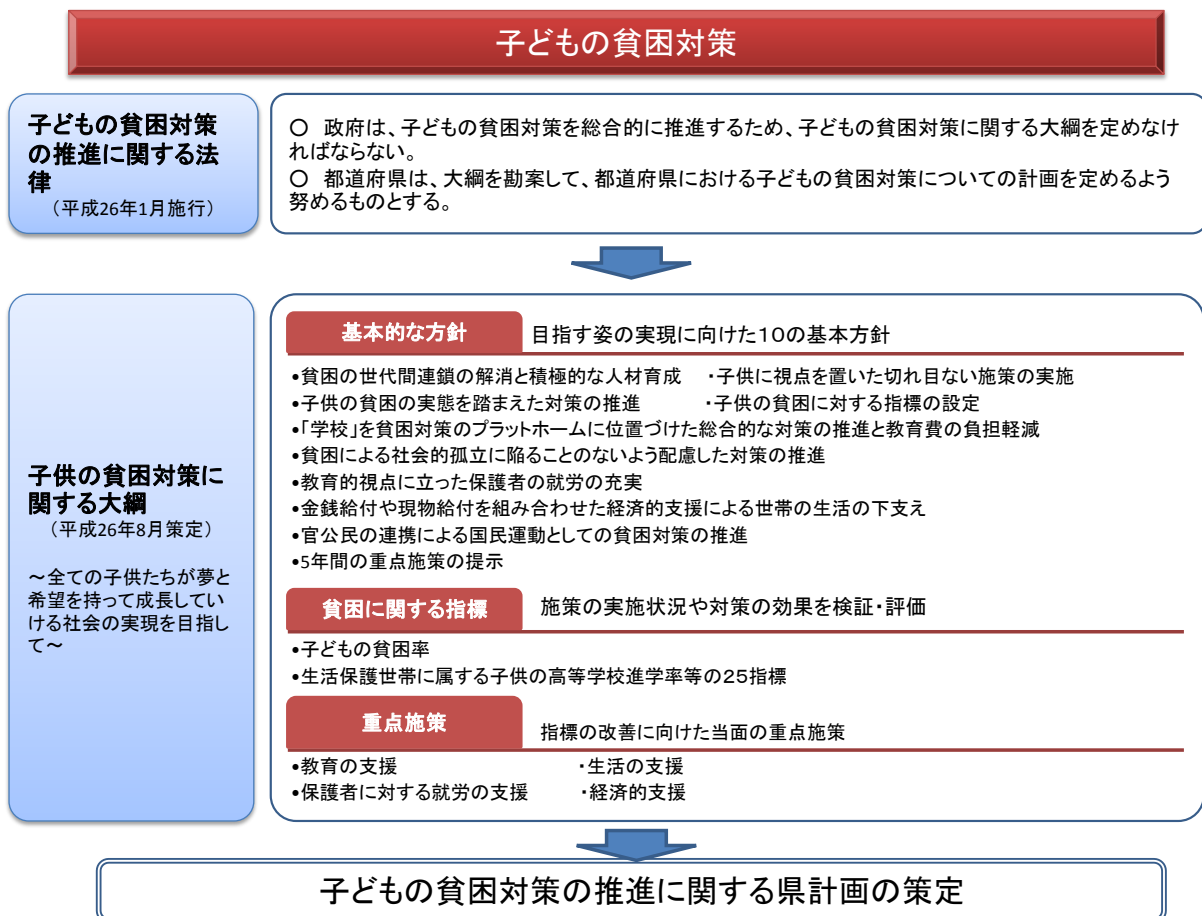 子どもの貧困対策
子どもの貧困対策
の推進に関する法
律
(平成26年1月施行)
○ 政府は、子どもの貧困対策を総合的に推進するため、子どもの貧困対策に関する大綱を定めなけ
ればならない。
○ 都道府県は、大綱を勘案して、都道府県における子どもの貧困対策についての計画を定めるよう
努めるものとする。
子供の貧困対策に
関する大綱
(平成26年8月策定)
~全ての子供たちが夢と
希望を持って成長してい
ける社会の実現を目指し
て~
基本的な方針 目指す姿の実現に向けた10の基本方針
•貧困の世代間連鎖の解消と積極的な人材育成 ・子供に視点を置いた切れ目ない施策の実施
•子供の貧困の実態を踏まえた対策の推進 ・子供の貧困に対する指標の設定
•「学校」を貧困対策のプラットホームに位置づけた総合的な対策の推進と教育費の負担軽減
•貧困による社会的孤立に陥ることのないよう配慮した対策の推進
•教育的視点に立った保護者の就労の充実
•金銭給付や現物給付を組み合わせた経済的支援による世帯の生活の下支え
•官公民の連携による国民運動としての貧困対策の推進
•5年間の重点施策の提示
貧困に関する指標 施策の実施状況や対策の効果を検証・評価
•子どもの貧困率
•生活保護世帯に属する子供の高等学校進学率等の25指標
重点施策 指標の改善に向けた当面の重点施策
•教育の支援 ・生活の支援
•保護者に対する就労の支援 ・経済的支援
子どもの貧困対策の推進に関する県計画の策定